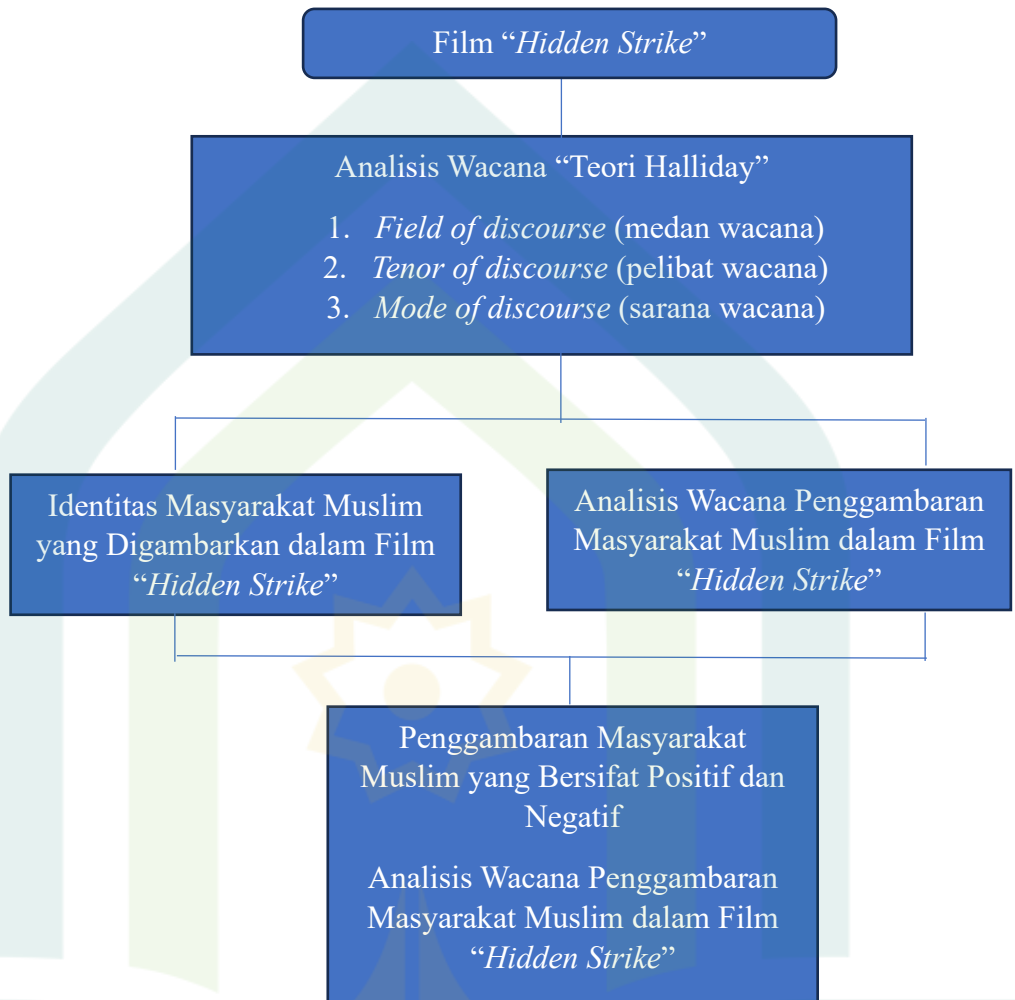 Film “Hidden Strike”
Analisis Wacana “Teori Halliday”
1. Field of discourse (medan wacana)
2. Tenor of discourse (pelibat wacana)
3. Mode of discourse (sarana wacana)
Identitas Masyarakat Muslim
yang Digambarkan dalam Film
“Hidden Strike”
Analisis Wacana Penggambaran
Masyarakat Muslim dalam Film
“Hidden Strike”
Penggambaran Masyarakat
Muslim yang Bersifat Positif dan
Negatif
Analisis Wacana Penggambaran
Masyarakat Muslim dalam Film
“Hidden Strike”